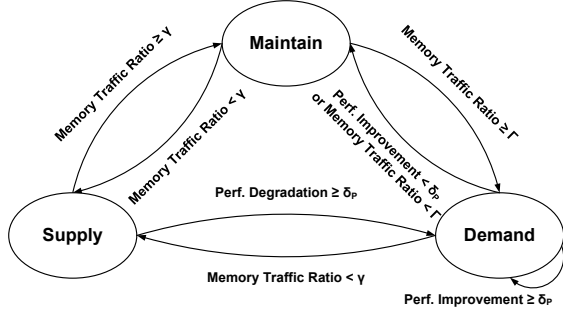 Maintain
Memory Traffic Ratio ≥ γ
Memory Traffic Ratio < γ
Perf. Improvement < δP
or Memory Traffic Ratio < Γ
Memory Traffic Ratio ≥ Γ
Supply
Perf. Degradation ≥ δP
Demand
Memory Traffic Ratio < γ
Perf. Improvement ≥ δP